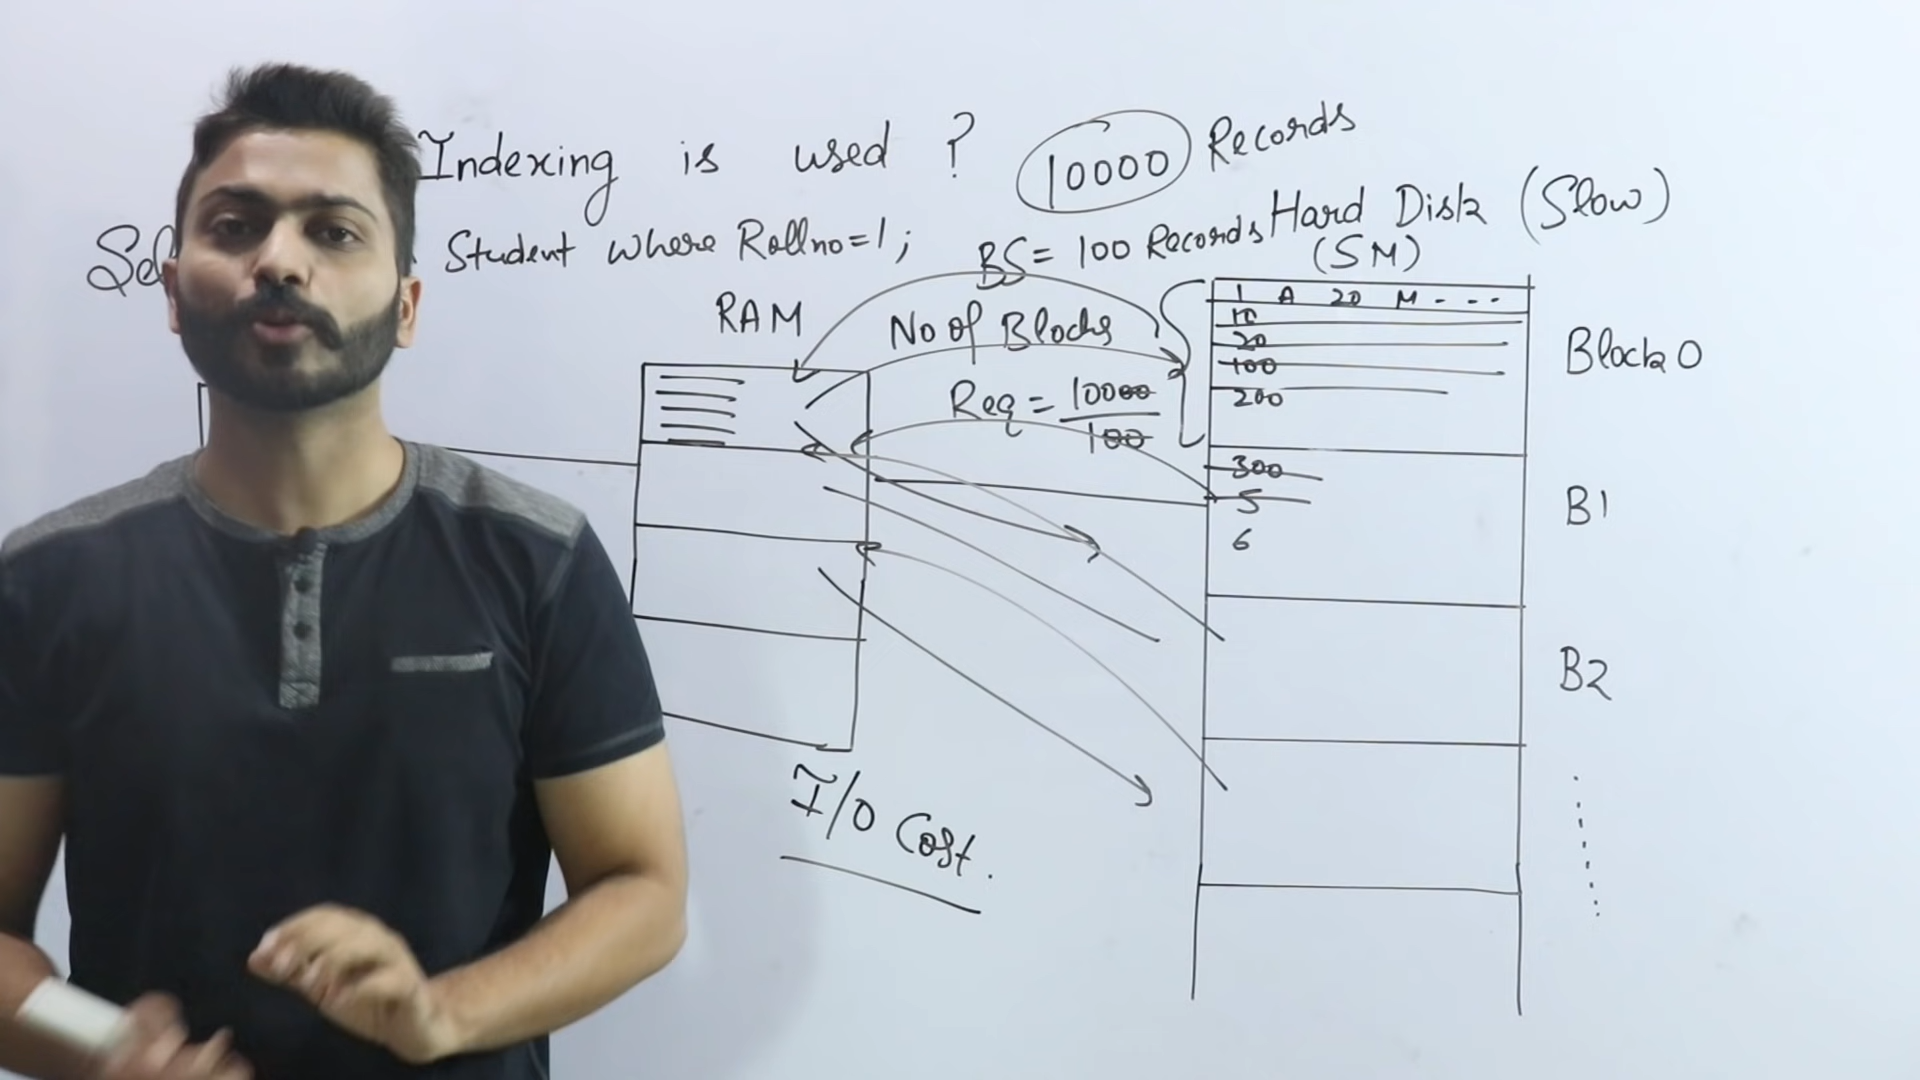 Indexing is used ? 10000 Records
Student where Rollno=1;
BS= 100 Records
Hard Disk (Slow)
(SM)
RAM
No of Blocks
Req = 10000
100
1 A 20 M - - -
10
20
100
200
Block 0
300
5
6
B1
B2
I/O Cost.